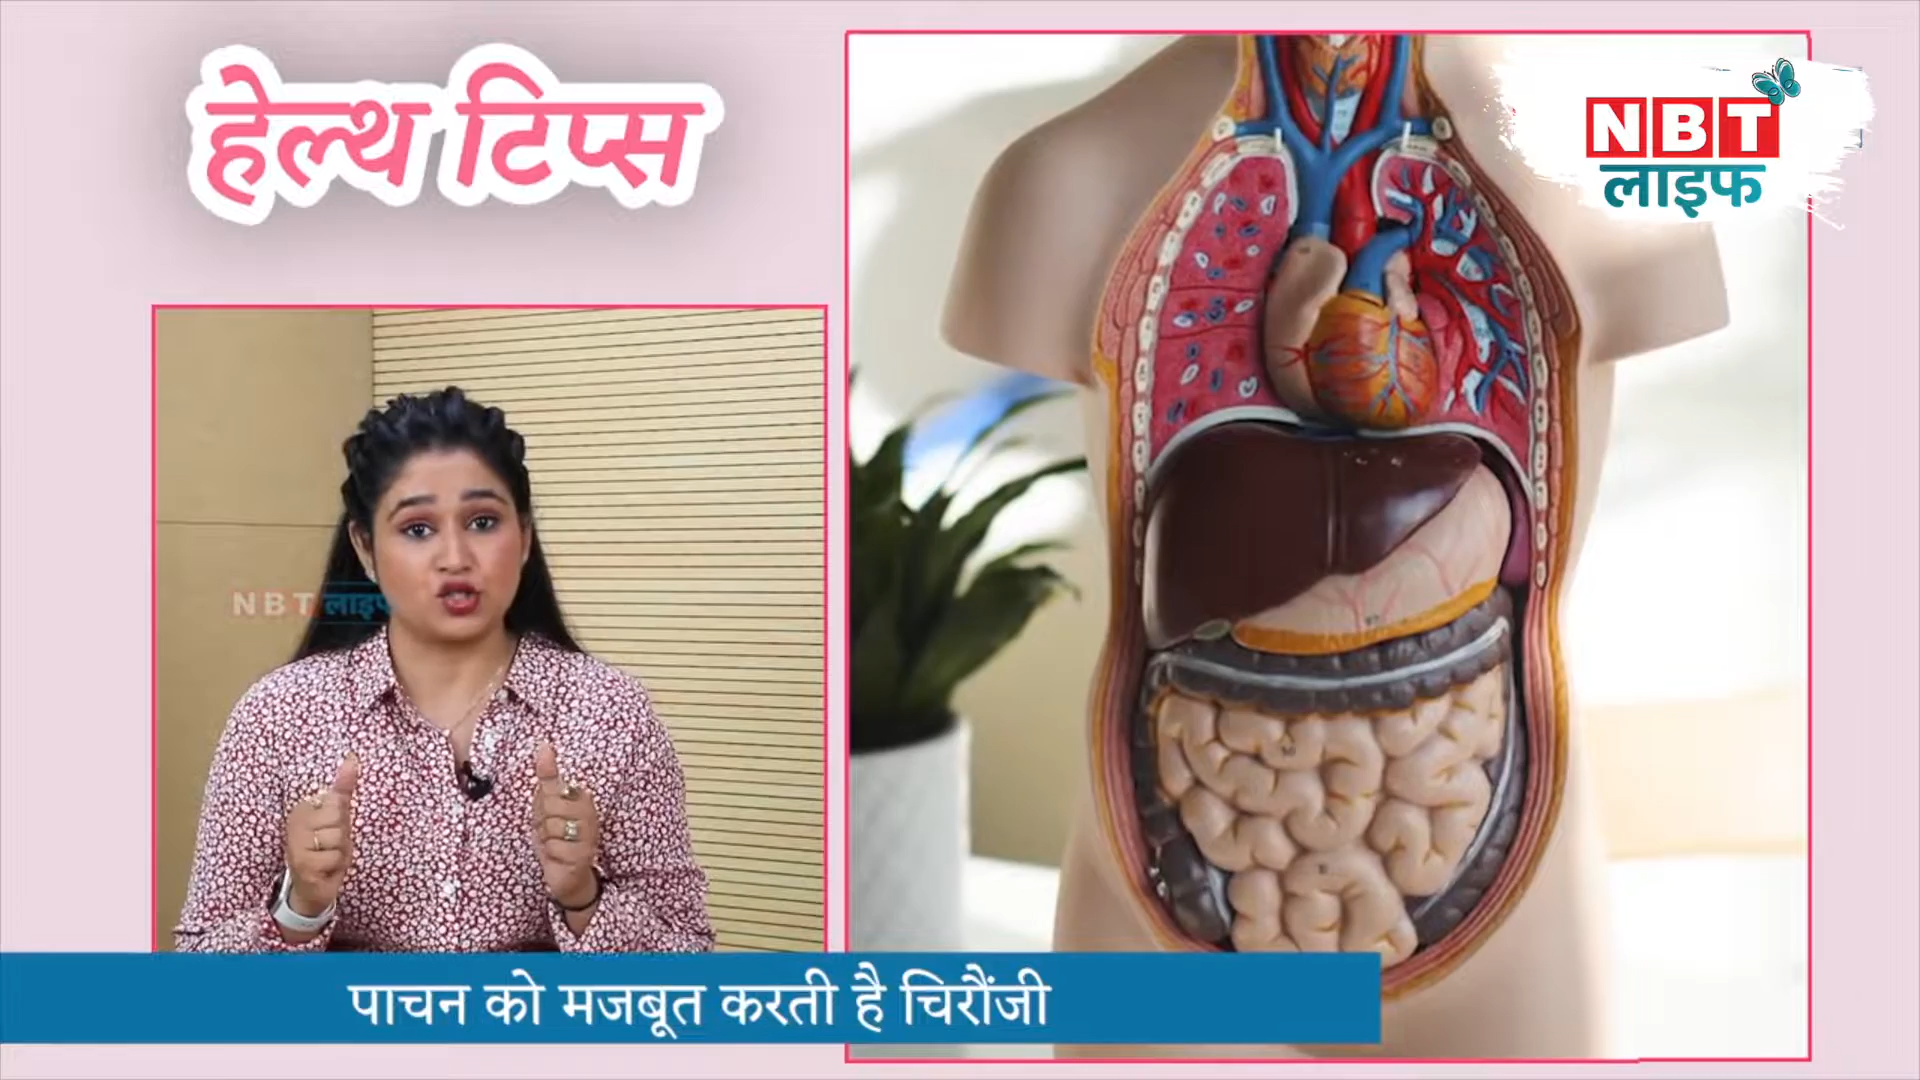 हेल्थ टिप्स
NBT
लाइफ
NBT लाइफ
पाचन को मजबूत करती है चिरौंजी